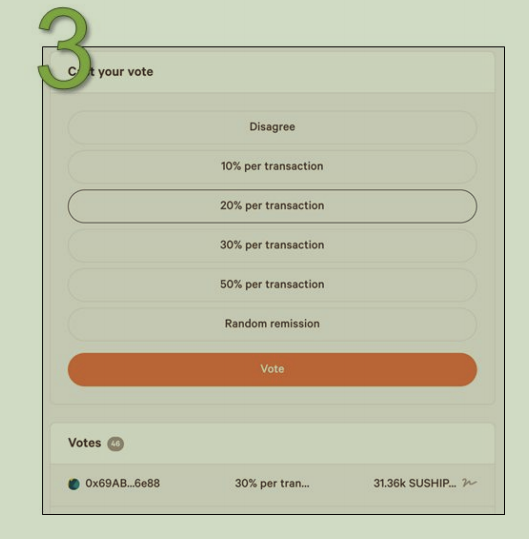 3
Cast your vote
Disagree
10% per transaction
20% per transaction
30% per transaction
50% per transaction
Random remission
Vote
Votes 46
0x69AB...6e88 30% per tran... 31.36k SUSHIP...